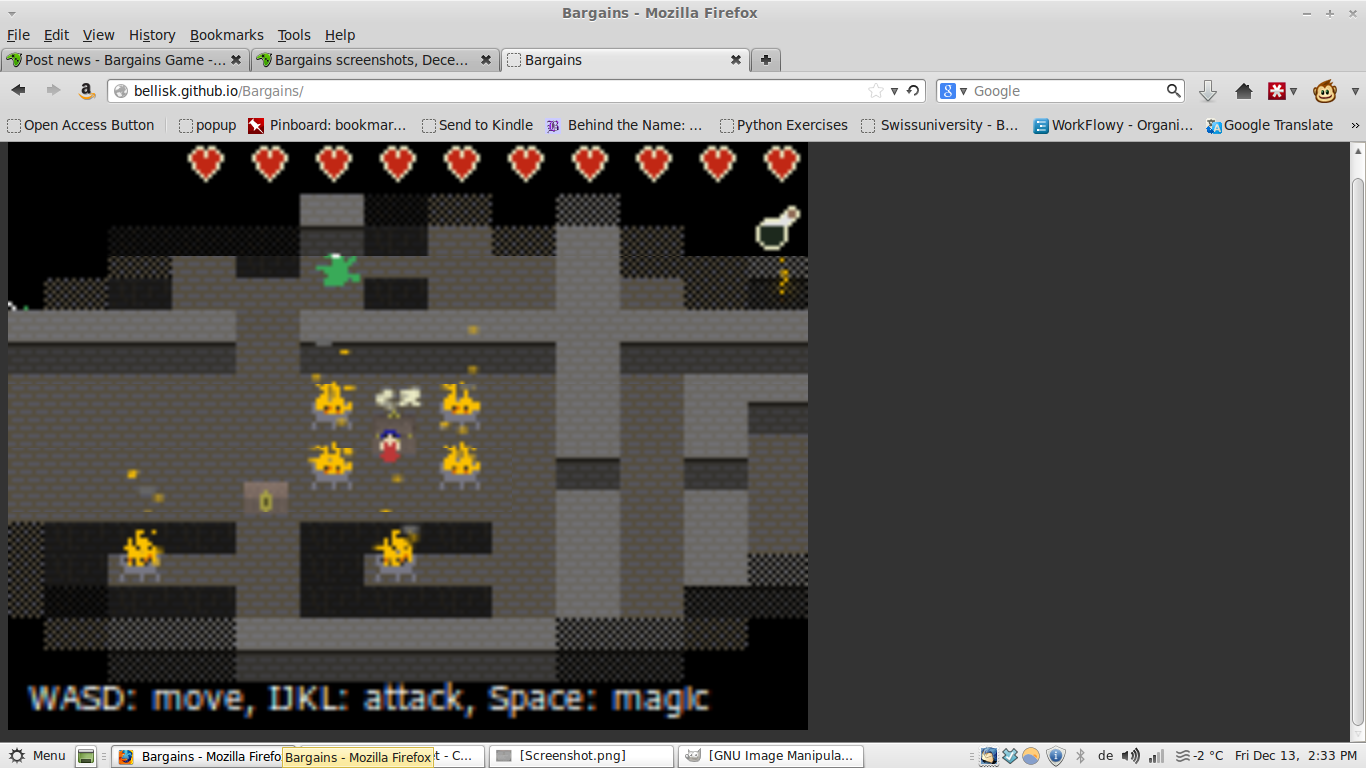 Bargains - Mozilla Firefox
File Edit View History Bookmarks Tools Help
Post news - Bargains Game -...
Bargains screenshots, Dece...
Bargains
bellisk.github.io/Bargains/
Google
Open Access Button
popup
Pinboard: bookmar...
Send to Kindle
Behind the Name: ...
Python Exercises
Swissuniversity - B...
WorkFlowy - Organi...
Google Translate
WASD: move, IJKL: attack, Space: magic
Menu
Bargains - Mozilla Firefo
Bargains - Mozilla Firefox
t - C...
[Screenshot.png]
[GNU Image Manipula...
de
-2 °C
Fri Dec 13, 2:33 PM